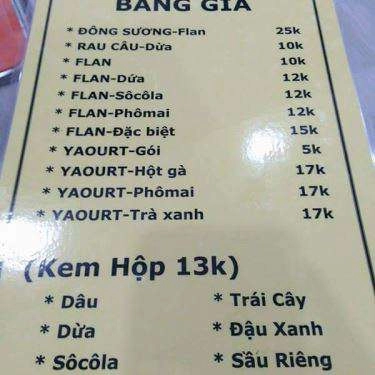 BẢNG GIÁ
* ĐÔNG SƯƠNG-Flan 25k
* RAU CÂU-Dừa 10k
* FLAN 10k
* FLAN-Dứa 12k
* FLAN-Sôcôla 12k
* FLAN-Phômai 12k
* FLAN-Đặc biệt 15k
* YAOURT-Gói 5k
* YAOURT-Hột gà 17k
* YAOURT-Phômai 17k
* YAOURT-Trà xanh 17k
(Kem Hộp 13k)
* Dâu * Trái Cây
* Dừa * Đậu Xanh
* Sôcôla * Sầu Riêng